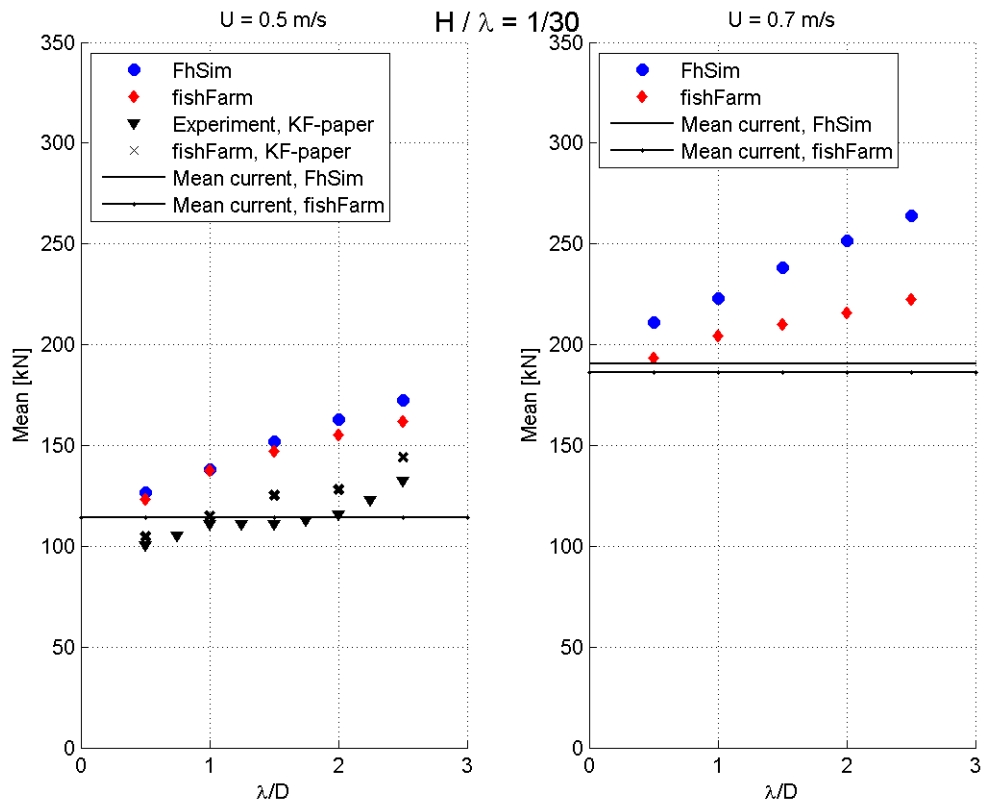 U = 0.5 m/s
H / λ = 1/30
U = 0.7 m/s
350
300
250
200
150
100
50
0
Mean [kN]
FhSim
fishFarm
Experiment, KF-paper
fishFarm, KF-paper
Mean current, FhSim
Mean current, fishFarm
0
1
2
3
λ/D
350
300
250
200
150
100
50
0
Mean [kN]
FhSim
fishFarm
Mean current, FhSim
Mean current, fishFarm
0
1
2
3
λ/D